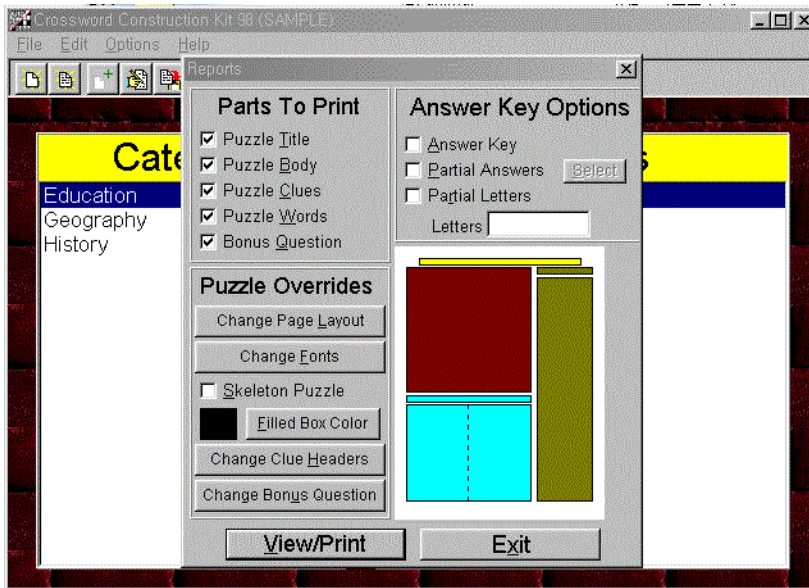 Crossword Construction Kit 98 (SAMPLE)
File Edit Options Help
Reports
Parts To Print
Puzzle Title
Puzzle Body
Puzzle Clues
Puzzle Words
Bonus Question
Answer Key Options
Answer Key
Partial Answers Select
Partial Letters
Letters
Cate
s
Education
Geography
History
Puzzle Overrides
Change Page Layout
Change Fonts
Skeleton Puzzle
Filled Box Color
Change Clue Headers
Change Bonus Question
View/Print Exit